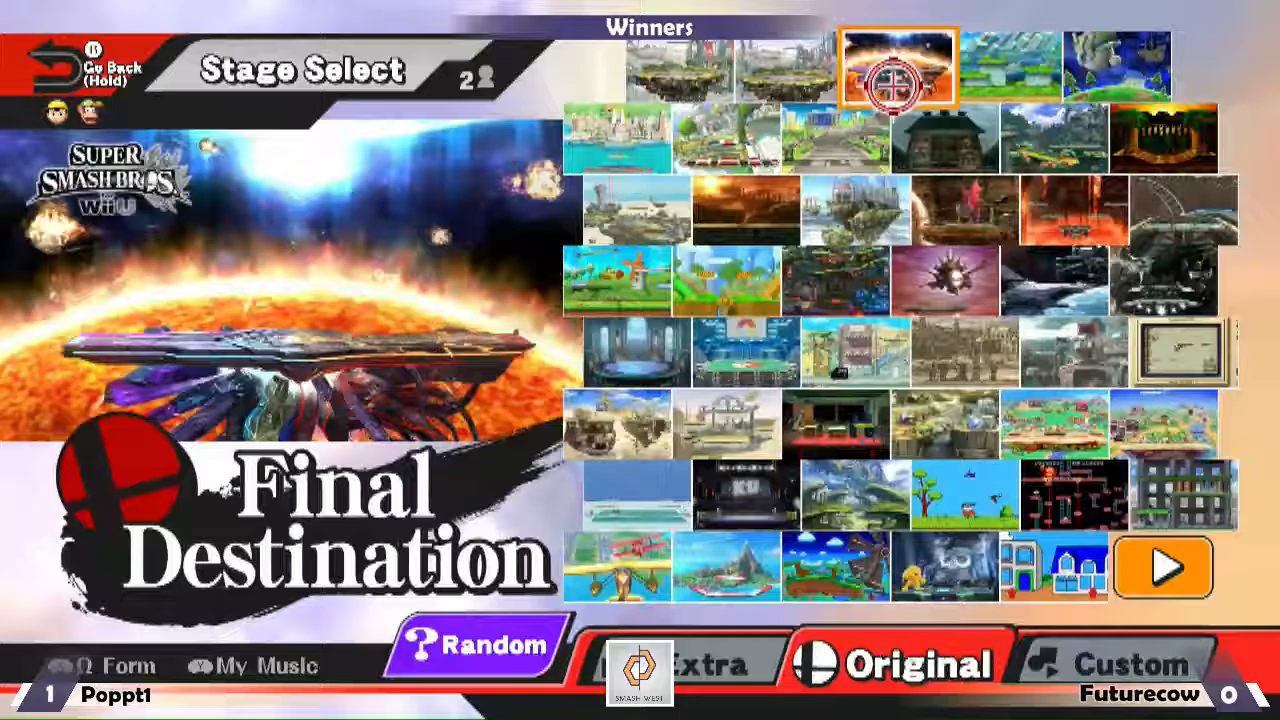 Winners
Go Back
(Hold)
Stage Select
2
SUPER
SMASH BROS.
Wii U
Final
Destination
? Random
Ω Form
My Music
Extra
Original
Custom
SMASH WEST
1 Poppt1
Futurecow 0